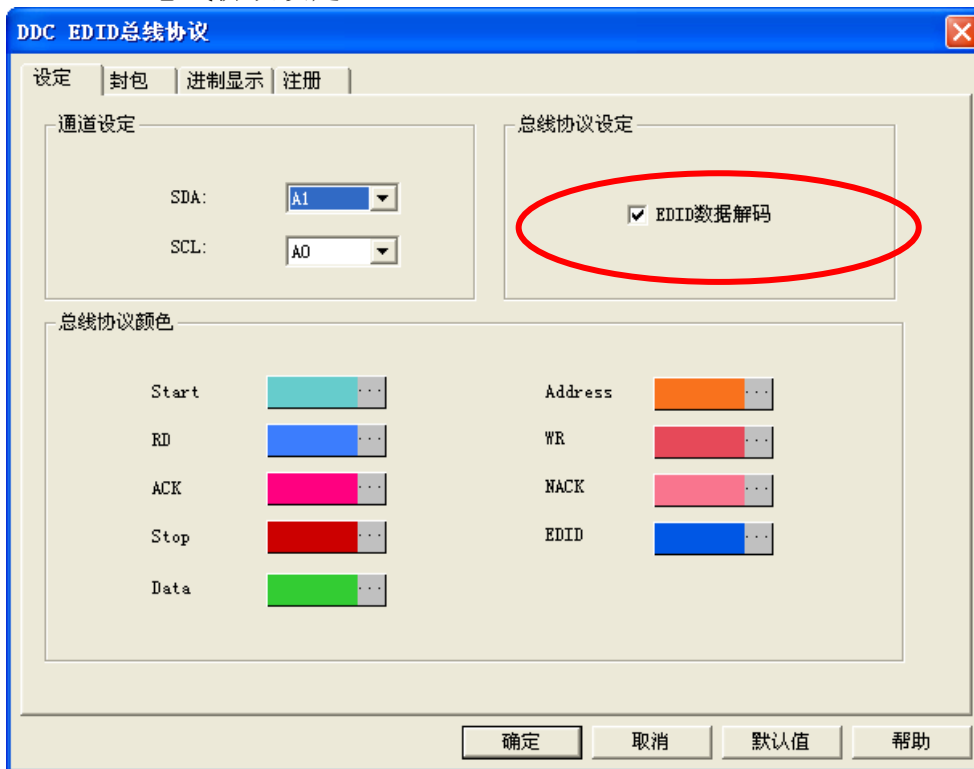 DDC EDID总线协议
设定 封包 进制显示 注册
通道设定
SDA: A1
SCL: A0
总线协议设定
EDID数据解码
总线协议颜色
Start ... Address ...
RD ... WR ...
ACK ... NACK ...
Stop ... EDID ...
Data ...
确定 取消 默认值 帮助